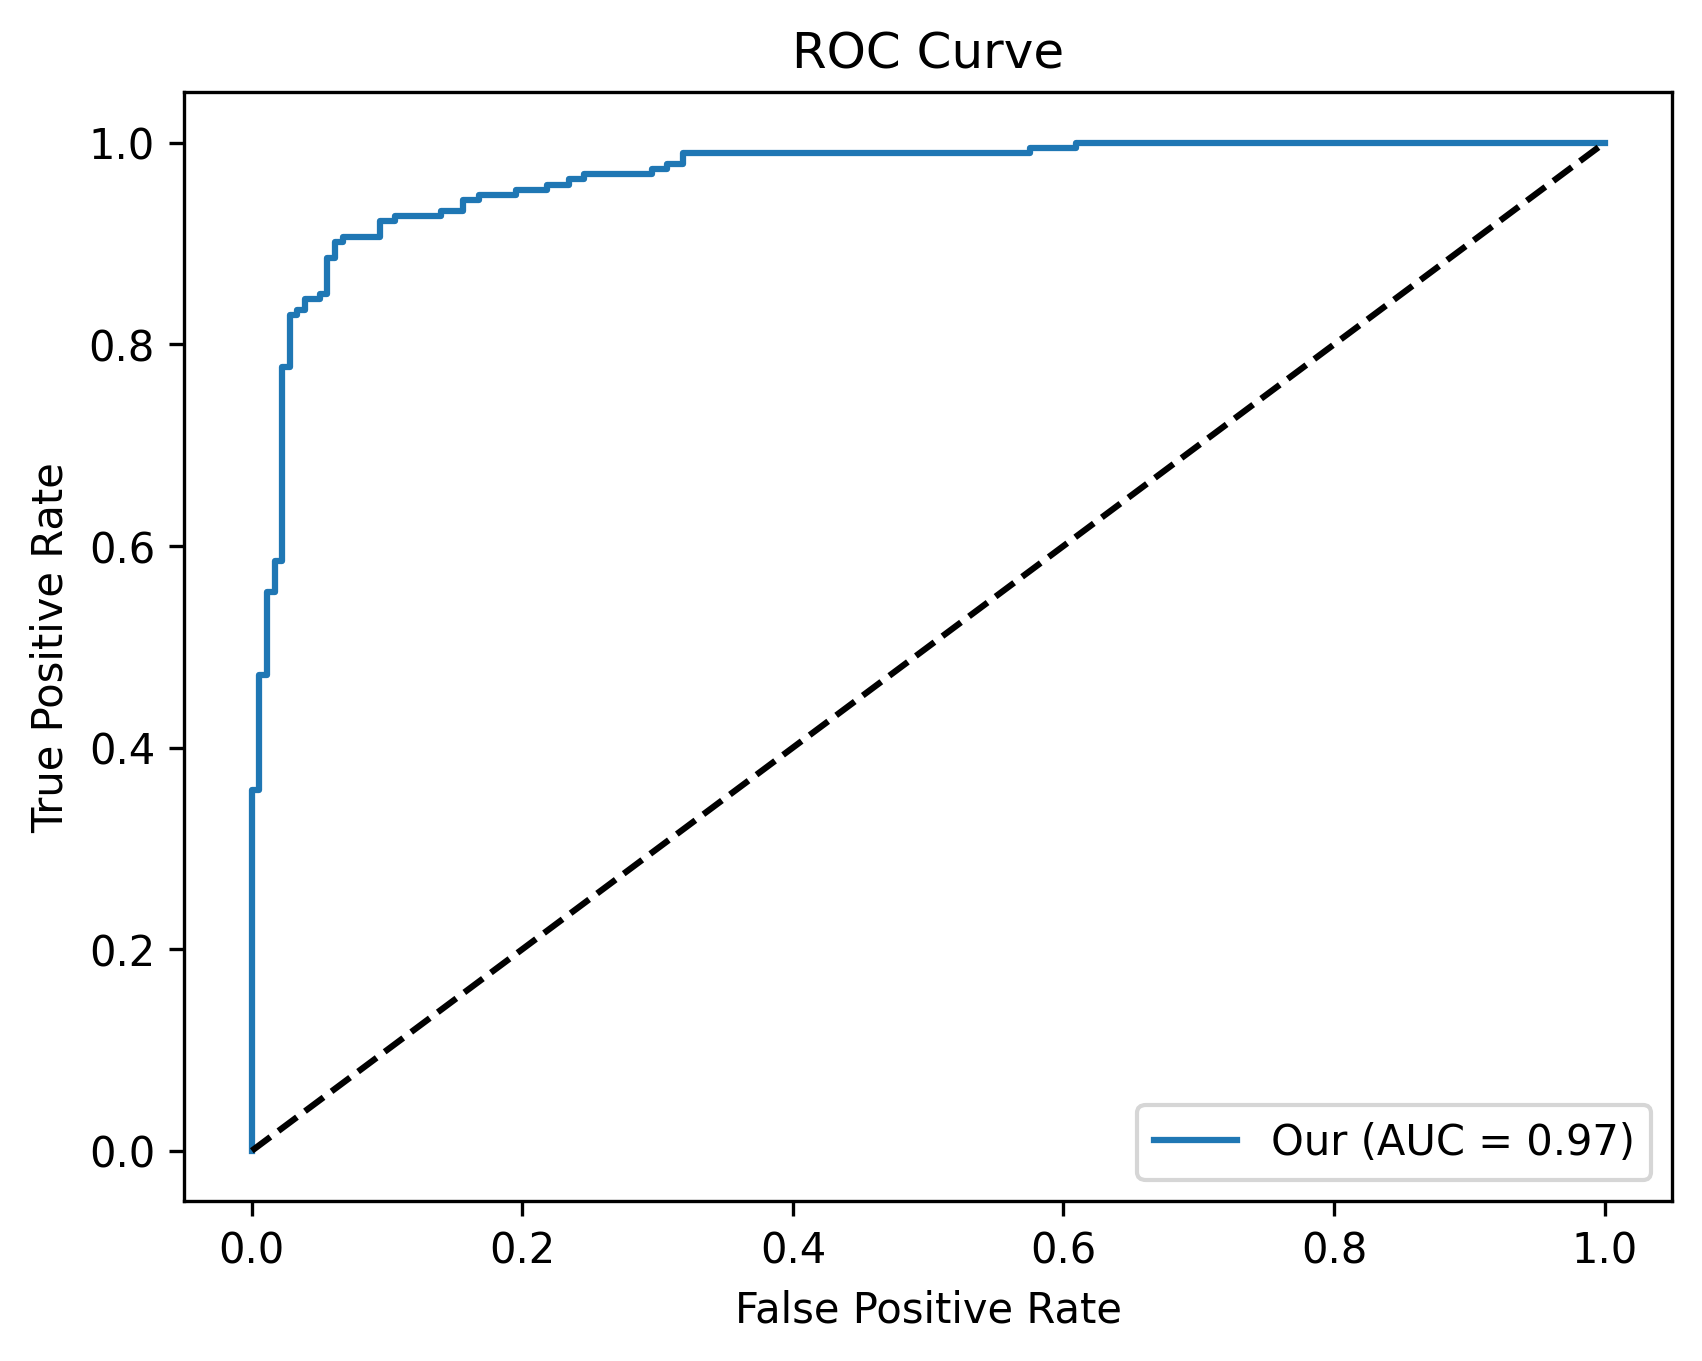 ROC Curve
1.0
0.8
0.6
0.4
0.2
0.0
True Positive Rate
0.0 0.2 0.4 0.6 0.8 1.0
False Positive Rate
Our (AUC = 0.97)